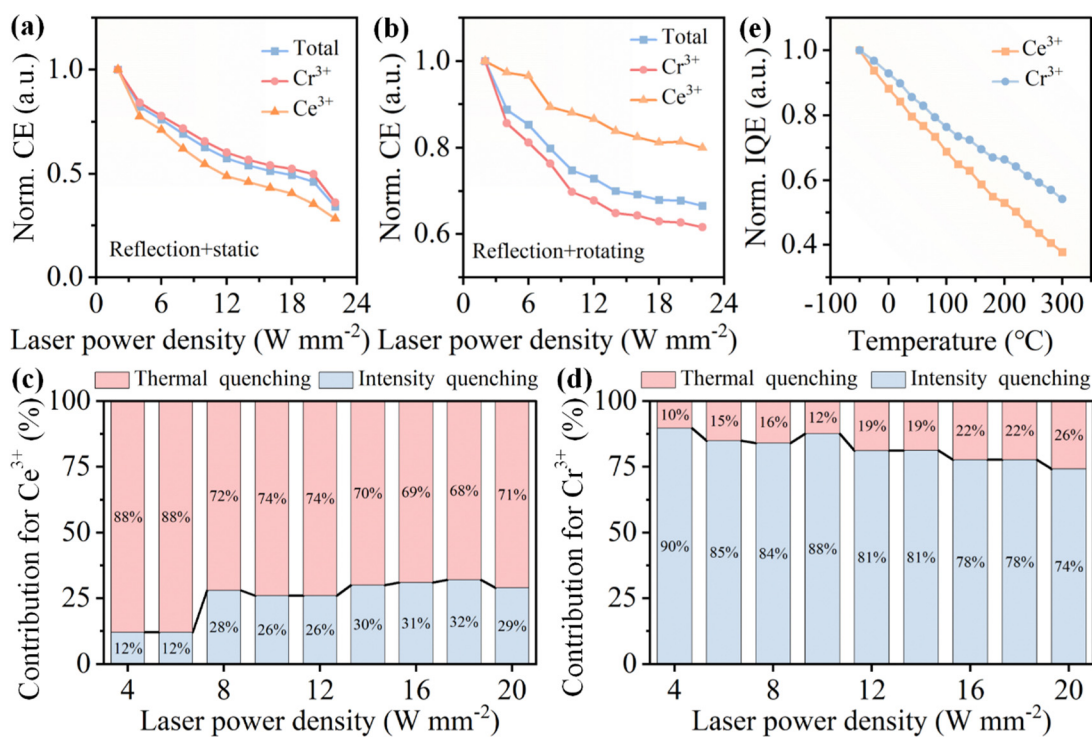 (a)
Norm. CE (a.u.)
1.0
0.5
0.0
Total
Cr³⁺
Ce³⁺
Reflection+static
0 6 12 18 24
Laser power density (W mm⁻²)
(b)
Norm. CE (a.u.)
1.0
0.8
0.6
Total
Cr³⁺
Ce³⁺
Reflection+rotating
0 6 12 18 24
Laser power density (W mm⁻²)
(e)
Norm. IQE (a.u.)
1.0
0.8
0.6
0.4
Ce³⁺
Cr³⁺
-100 0 100 200 300
Temperature (°C)
(c)
Thermal quenching Intensity quenching
Contribution for Ce³⁺ (%)
100
75
50
25
0
88% 88% 72% 74% 74% 70% 69% 68% 71%
12% 12% 28% 26% 26% 30% 31% 32% 29%
4 8 12 16 20
Laser power density (W mm⁻²)
(d)
Thermal quenching Intensity quenching
Contribution for Cr³⁺ (%)
100
75
50
25
0
10% 15% 16% 12% 19% 19% 22% 22% 26%
90% 85% 84% 88% 81% 81% 78% 78% 74%
4 8 12 16 20
Laser power density (W mm⁻²)